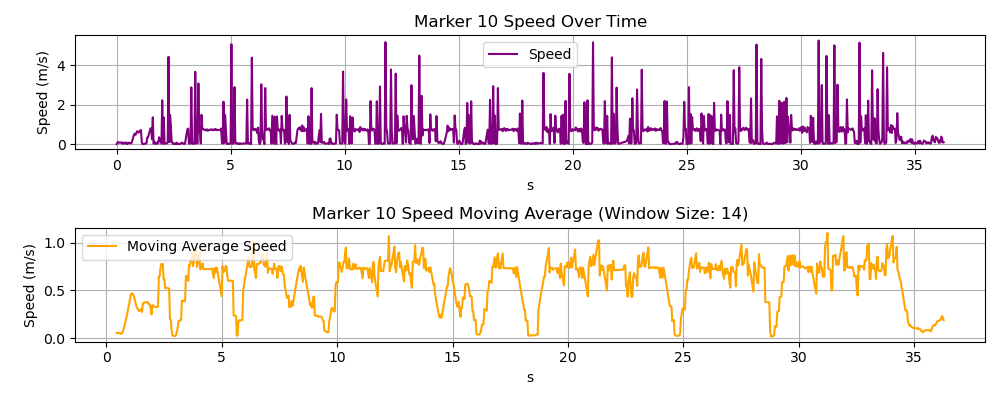 Marker 10 Speed Over Time
Speed (m/s)
4
2
0
Speed
0 5 10 15 20 25 30 35
s
Marker 10 Speed Moving Average (Window Size: 14)
Speed (m/s)
1.0
0.5
0.0
Moving Average Speed
0 5 10 15 20 25 30 35
s